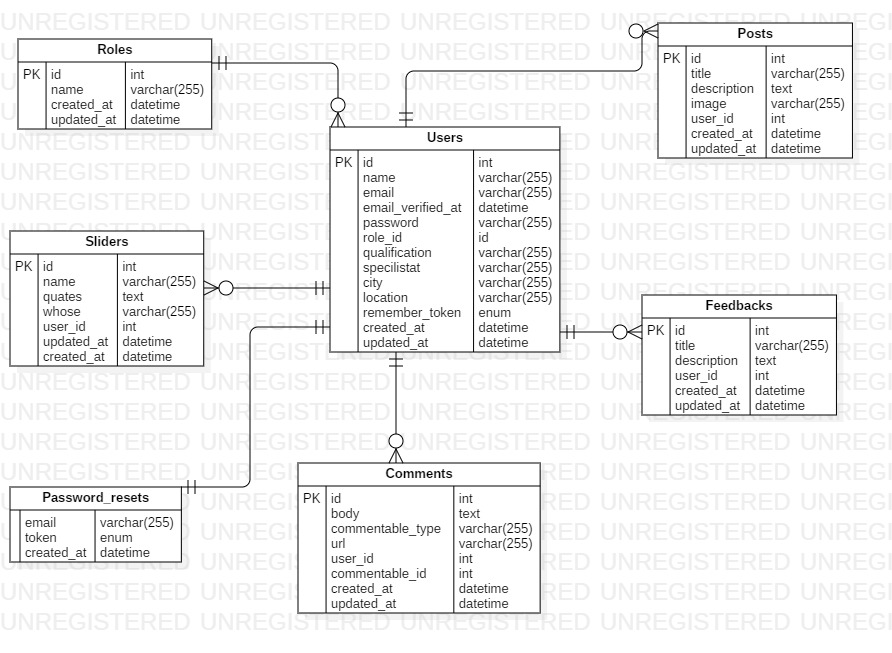 Roles
PK id int
name varchar(255)
created_at datetime
updated_at datetime
Posts
PK id int
title varchar(255)
description text
image varchar(255)
user_id int
created_at datetime
updated_at datetime
Users
PK id int
name varchar(255)
email varchar(255)
email_verified_at datetime
password varchar(255)
role_id id
qualification varchar(255)
specilistat varchar(255)
city varchar(255)
location varchar(255)
remember_token enum
created_at datetime
updated_at datetime
Sliders
PK id int
name varchar(255)
quates text
whose varchar(255)
user_id int
updated_at datetime
created_at datetime
Feedbacks
PK id int
title varchar(255)
description text
user_id int
created_at datetime
updated_at datetime
Password_resets
email varchar(255)
token enum
created_at datetime
Comments
PK id int
body text
commentable_type varchar(255)
url varchar(255)
user_id int
commentable_id int
created_at datetime
updated_at datetime
UNREGISTERED UNREGISTERED UNREGISTERED UNREGISTERED